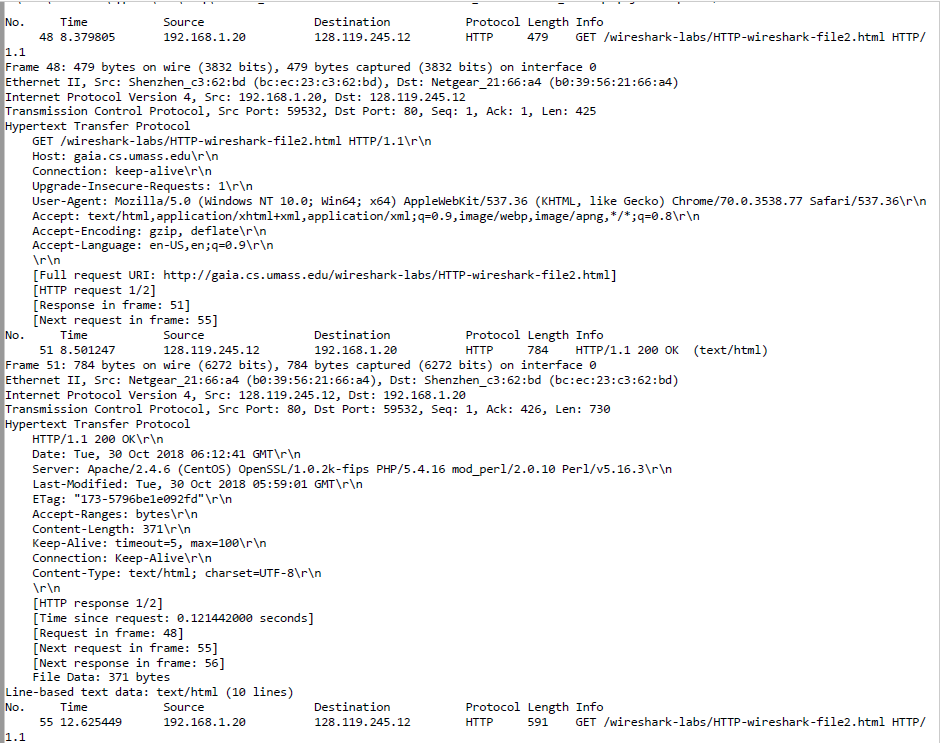 No. Time Source Destination Protocol Length Info
48 8.379805 192.168.1.20 128.119.245.12 HTTP 479 GET /wireshark-labs/HTTP-wireshark-file2.html HTTP/
1.1
Frame 48: 479 bytes on wire (3832 bits), 479 bytes captured (3832 bits) on interface 0
Ethernet II, Src: Shenzhen_c3:62:bd (bc:ec:23:c3:62:bd), Dst: Netgear_21:66:a4 (b0:39:56:21:66:a4)
Internet Protocol Version 4, Src: 192.168.1.20, Dst: 128.119.245.12
Transmission Control Protocol, Src Port: 59532, Dst Port: 80, Seq: 1, Ack: 1, Len: 425
Hypertext Transfer Protocol
GET /wireshark-labs/HTTP-wireshark-file2.html HTTP/1.1\r\n
Host: gaia.cs.umass.edu\r\n
Connection: keep-alive\r\n
Upgrade-Insecure-Requests: 1\r\n
User-Agent: Mozilla/5.0 (Windows NT 10.0; Win64; x64) AppleWebKit/537.36 (KHTML, like Gecko) Chrome/70.0.3538.77 Safari/537.36\r\n
Accept: text/html,application/xhtml+xml,application/xml;q=0.9,image/webp,image/apng,*/*;q=0.8\r\n
Accept-Encoding: gzip, deflate\r\n
Accept-Language: en-US,en;q=0.9\r\n
\r\n
[Full request URI: http://gaia.cs.umass.edu/wireshark-labs/HTTP-wireshark-file2.html]
[HTTP request 1/2]
[Response in frame: 51]
[Next request in frame: 55]
No. Time Source Destination Protocol Length Info
51 8.501247 128.119.245.12 192.168.1.20 HTTP 784 HTTP/1.1 200 OK (text/html)
Frame 51: 784 bytes on wire (6272 bits), 784 bytes captured (6272 bits) on interface 0
Ethernet II, Src: Netgear_21:66:a4 (b0:39:56:21:66:a4), Dst: Shenzhen_c3:62:bd (bc:ec:23:c3:62:bd)
Internet Protocol Version 4, Src: 128.119.245.12, Dst: 192.168.1.20
Transmission Control Protocol, Src Port: 80, Dst Port: 59532, Seq: 1, Ack: 426, Len: 730
Hypertext Transfer Protocol
HTTP/1.1 200 OK\r\n
Date: Tue, 30 Oct 2018 06:12:41 GMT\r\n
Server: Apache/2.4.6 (CentOS) OpenSSL/1.0.2k-fips PHP/5.4.16 mod_perl/2.0.10 Perl/v5.16.3\r\n
Last-Modified: Tue, 30 Oct 2018 05:59:01 GMT\r\n
ETag: "173-5796be1e092fd"\r\n
Accept-Ranges: bytes\r\n
Content-Length: 371\r\n
Keep-Alive: timeout=5, max=100\r\n
Connection: Keep-Alive\r\n
Content-Type: text/html; charset=UTF-8\r\n
\r\n
[HTTP response 1/2]
[Time since request: 0.121442000 seconds]
[Request in frame: 48]
[Next request in frame: 55]
[Next response in frame: 56]
File Data: 371 bytes
Line-based text data: text/html (10 lines)
No. Time Source Destination Protocol Length Info
55 12.625449 192.168.1.20 128.119.245.12 HTTP 591 GET /wireshark-labs/HTTP-wireshark-file2.html HTTP/
1.1